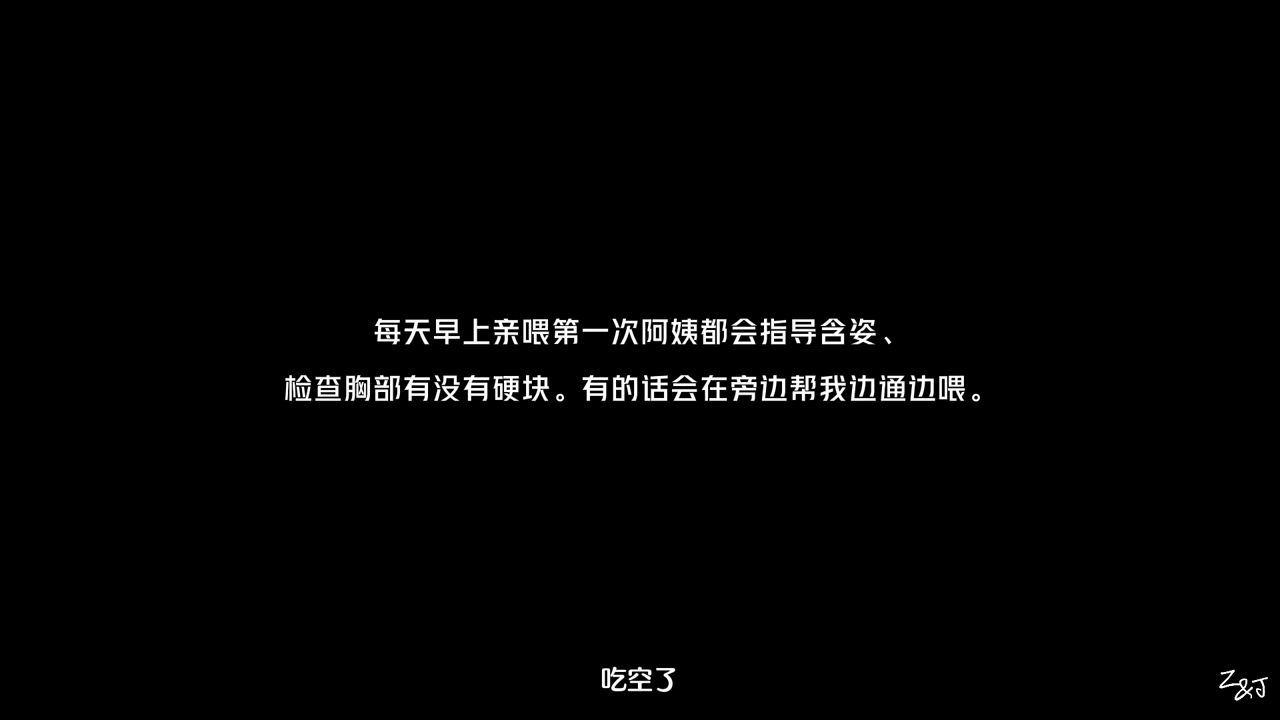 每天早上亲喂第一次阿姨都会指导含姿、
检查胸部有没有硬块。有的话会在旁边帮我边通边喂。
吃空了
Z&J